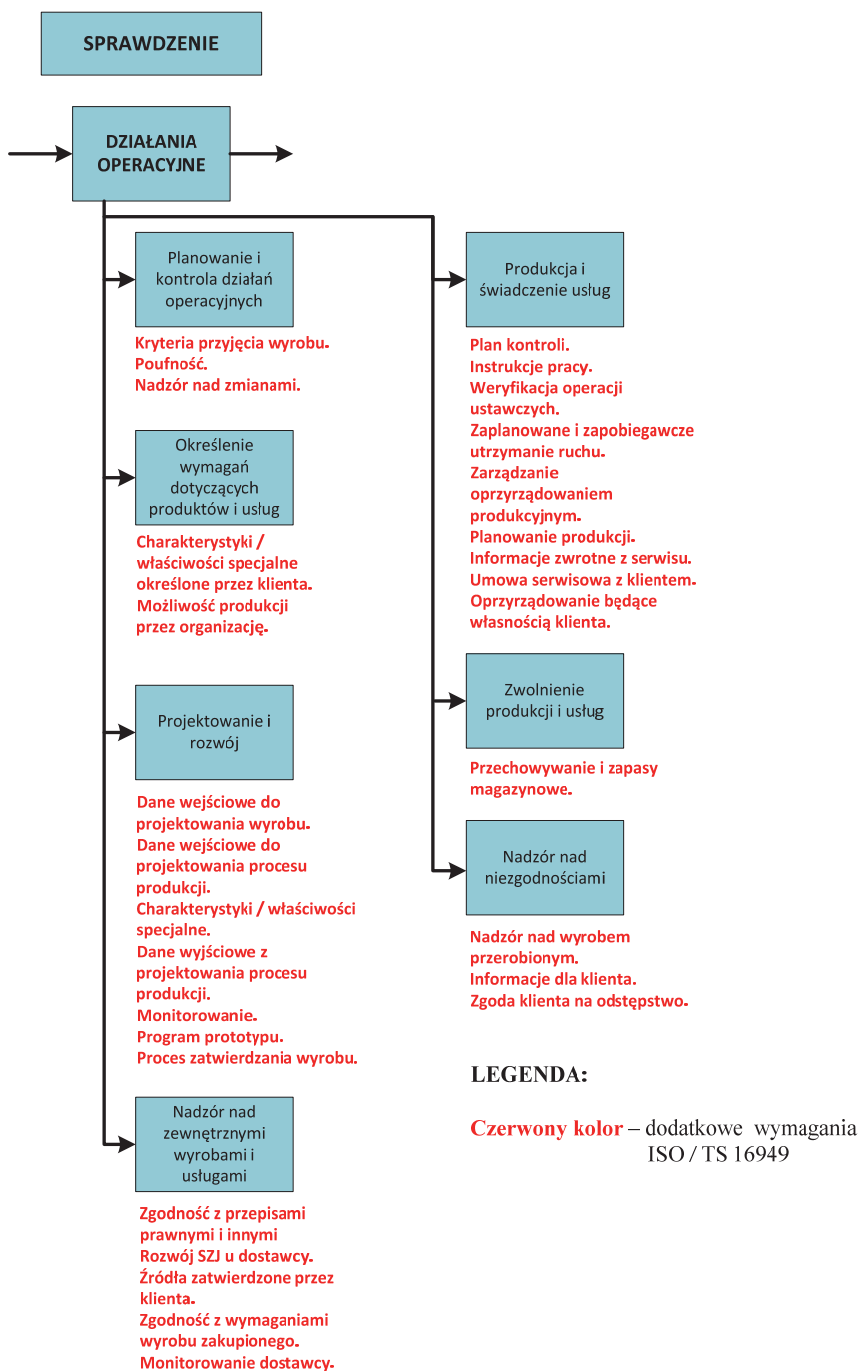 SPRAWDZENIE
DZIAŁANIA
OPERACYJNE
Planowanie i
kontrola działań
operacyjnych
Kryteria przyjęcia wyrobu.
Poufność.
Nadzór nad zmianami.
Określenie
wymagań
dotyczących
produktów i usług
Charakterystyki /
właściwości specjalne
określone przez klienta.
Możliwość produkcji
przez organizację.
Projektowanie i
rozwój
Dane wejściowe do
projektowania wyrobu.
Dane wejściowe do
projektowania procesu
produkcji.
Charakterystyki / właściwości
specjalne.
Dane wyjściowe z
projektowania procesu
produkcji.
Monitorowanie.
Program prototypu.
Proces zatwierdzania wyrobu.
Nadzór nad
zewnętrznymi
wyrobami i
usługami
Zgodność z przepisami
prawnymi i innymi
Rozwój SZJ u dostawcy.
Źródła zatwierdzone przez
klienta.
Zgodność z wymaganiami
wyrobu zakupionego.
Monitorowanie dostawcy.
Produkcja i
świadczenie usług
Plan kontroli.
Instrukcje pracy.
Weryfikacja operacji
ustawczych.
Zaplanowane i zapobiegawcze
utrzymanie ruchu.
Zarządzanie
oprzyrządowaniem
produkcyjnym.
Planowanie produkcji.
Informacje zwrotne z serwisu.
Umowa serwisowa z klientem.
Oprzyrządowanie będące
własnością klienta.
Zwolnienie
produkcji i usług
Przechowywanie i zapasy
magazynowe.
Nadzór nad
niezgodnościami
Nadzór nad wyrobem
przerobionym.
Informacje dla klienta.
Zgoda klienta na odstępstwo.
LEGENDA:
Czerwony kolor – dodatkowe wymagania
ISO / TS 16949